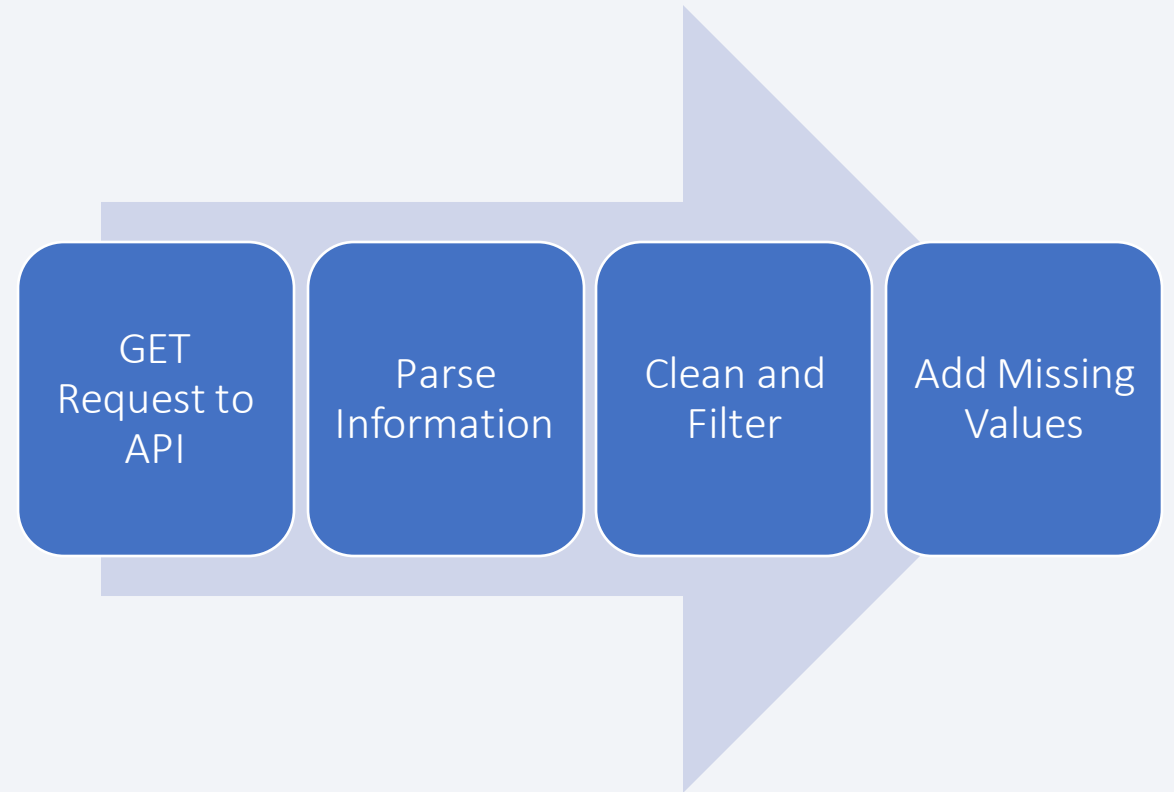 GET
Request to
API
Parse
Information
Clean and
Filter
Add Missing
Values